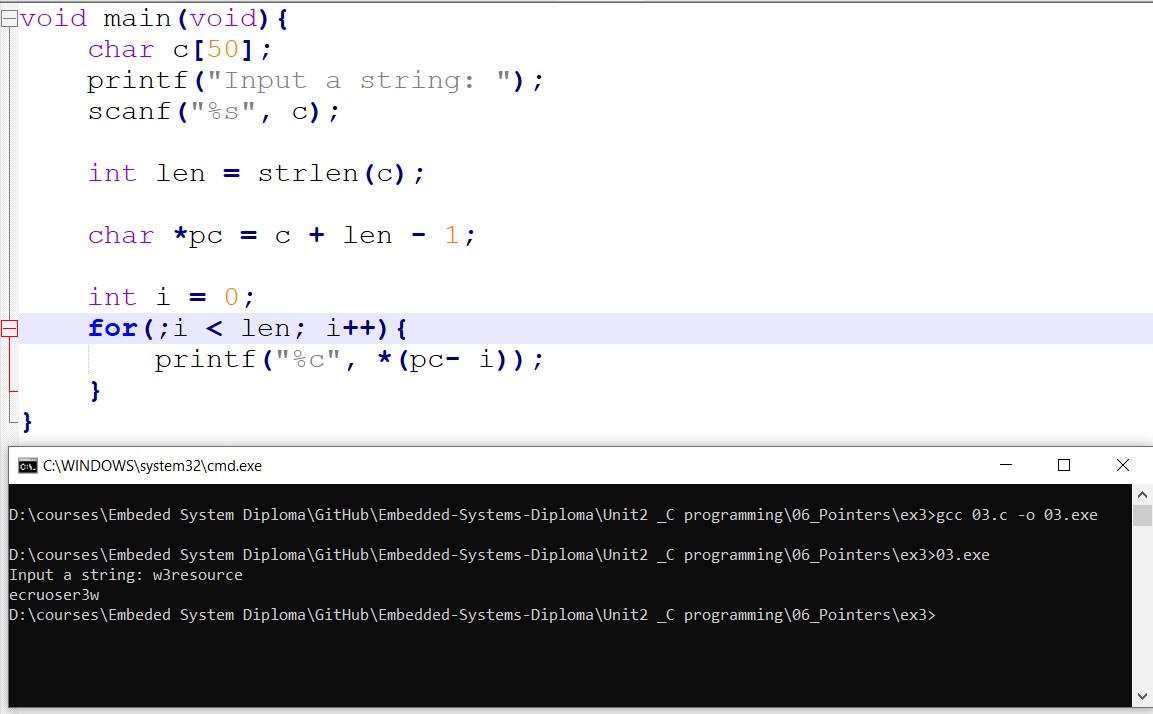 void main(void){
char c[50];
printf("Input a string: ");
scanf("%s", c);
int len = strlen(c);
char *pc = c + len - 1;
int i = 0;
for(;i < len; i++){
printf("%c", *(pc- i));
}
}
C:\WINDOWS\system32\cmd.exe
D:\courses\Embeded System Diploma\GitHub\Embedded-Systems-Diploma\Unit2 _C programming\06_Pointers\ex3>gcc 03.c -o 03.exe
D:\courses\Embeded System Diploma\GitHub\Embedded-Systems-Diploma\Unit2 _C programming\06_Pointers\ex3>03.exe
Input a string: w3resource
ecruoser3w
D:\courses\Embeded System Diploma\GitHub\Embedded-Systems-Diploma\Unit2 _C programming\06_Pointers\ex3>